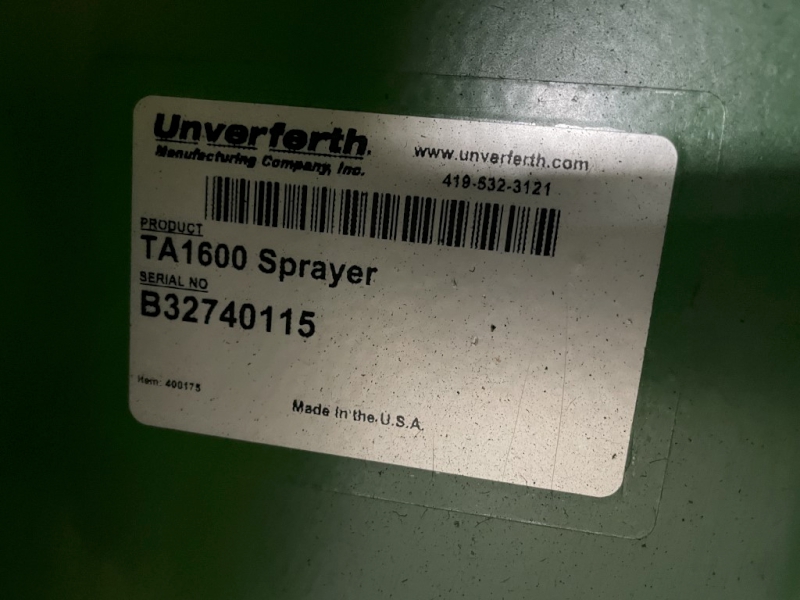 Unverferth
Manufacturing Company, Inc.
www.unverferth.com
419-532-3121
PRODUCT
TA1600 Sprayer
SERIAL NO
B32740115
Item: 400175
Made in the U.S.A.